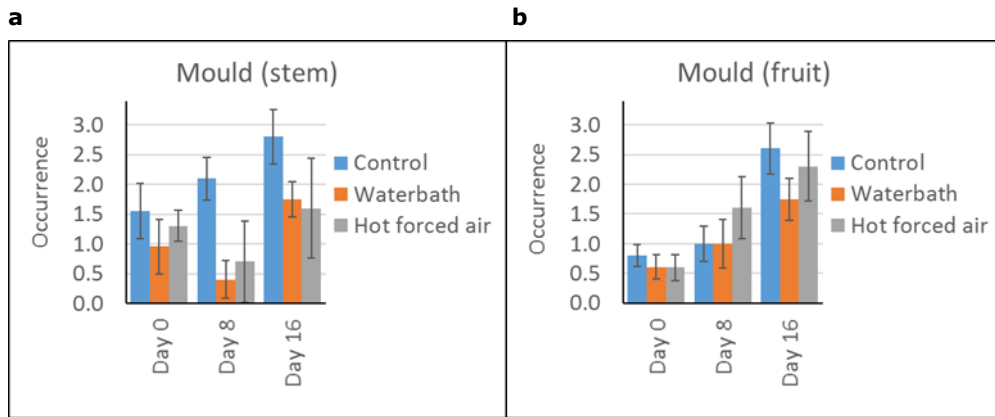 a
Mould (stem)
Occurrence
3.0
2.5
2.0
1.5
1.0
0.5
0.0
Day 0
Day 8
Day 16
Control
Waterbath
Hot forced air
b
Mould (fruit)
Occurrence
3.0
2.5
2.0
1.5
1.0
0.5
0.0
Day 0
Day 8
Day 16
Control
Waterbath
Hot forced air